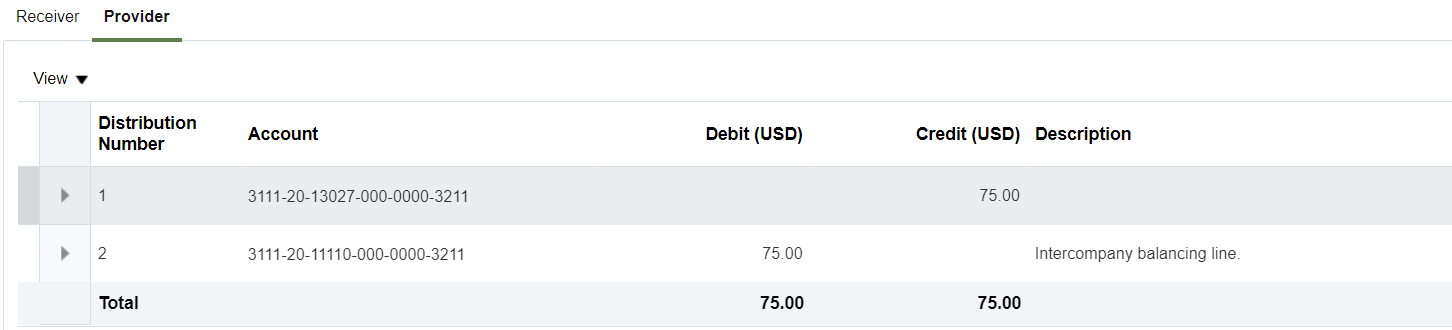 Receiver Provider
View
Distribution Number Account Debit (USD) Credit (USD) Description
1 3111-20-13027-000-0000-3211 75.00
2 3111-20-11110-000-0000-3211 75.00 Intercompany balancing line.
Total 75.00 75.00